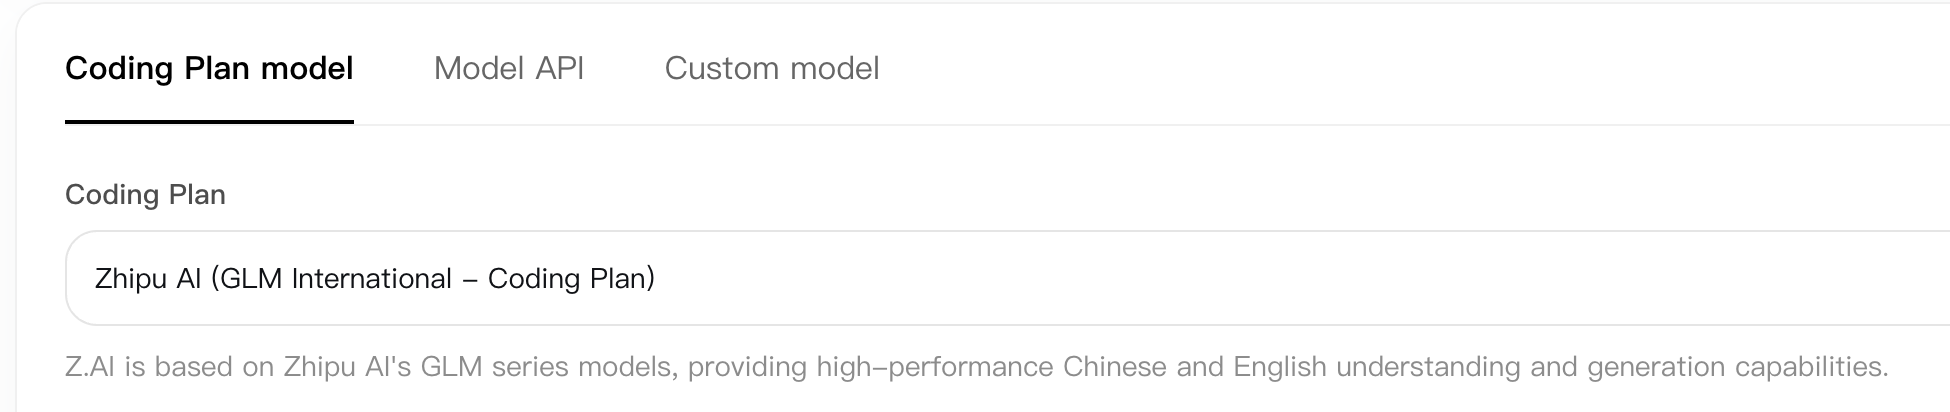 Coding Plan model
Model API
Custom model
Coding Plan
Zhipu AI (GLM International – Coding Plan)
Z.AI is based on Zhipu AI's GLM series models, providing high–performance Chinese and English understanding and generation capabilities.